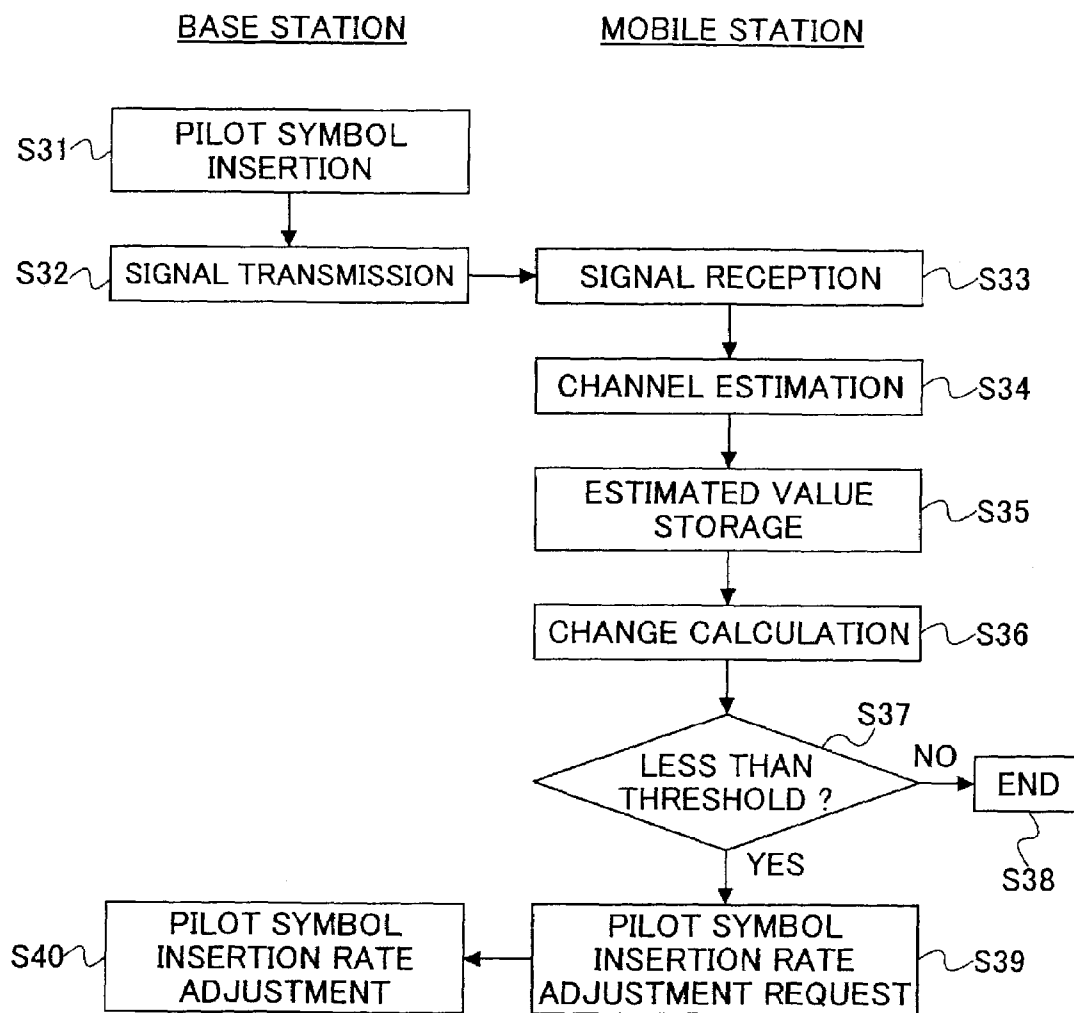 BASE STATION
MOBILE STATION
S31
PILOT SYMBOL
INSERTION
S32
SIGNAL TRANSMISSION
SIGNAL RECEPTION
S33
CHANNEL ESTIMATION
S34
ESTIMATED VALUE
STORAGE
S35
CHANGE CALCULATION
S36
S37
LESS THAN
THRESHOLD ?
NO
END
S38
YES
S40
PILOT SYMBOL
INSERTION RATE
ADJUSTMENT
PILOT SYMBOL
INSERTION RATE
ADJUSTMENT REQUEST
S39